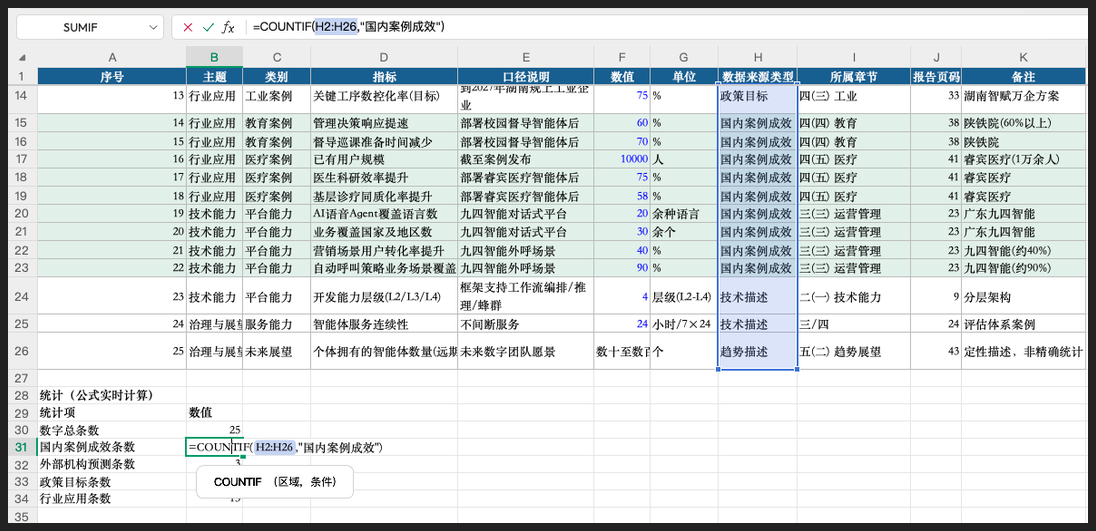 SUMIF
=COUNTIF(H2:H26,"国内案例成效")
A B C D E F G H I J K
1 序号 主题 类别 指标 口径说明 数值 单位 数据来源类型 所属章节 报告页码 备注
14 13 行业应用 工业案例 关键工序数控化率(目标) 到2027年湖南规上工业企业 75 % 政策目标 四(三) 工业 33 湖南智赋万企方案
15 14 行业应用 教育案例 管理决策响应提速 部署校园督导智能体后 60 % 国内案例成效 四(四) 教育 38 陕铁院(60%以上)
16 15 行业应用 教育案例 督导巡课准备时间减少 部署校园督导智能体后 70 % 国内案例成效 四(四) 教育 38 陕铁院
17 16 行业应用 医疗案例 已有用户规模 截至案例发布 10000 人 国内案例成效 四(五) 医疗 41 睿宾医疗(1万余人)
18 17 行业应用 医疗案例 医生科研效率提升 部署睿宾医疗智能体后 75 % 国内案例成效 四(五) 医疗 41 睿宾医疗
19 18 行业应用 医疗案例 基层诊疗同质化率提升 部署睿宾医疗智能体后 58 % 国内案例成效 四(五) 医疗 41 睿宾医疗
20 19 技术能力 平台能力 AI语音Agent覆盖语言数 九四智能对话式平台 20 余种语言 国内案例成效 三(三) 运营管理 23 广东九四智能
21 20 技术能力 平台能力 业务覆盖国家及地区数 九四智能对话式平台 30 余个 国内案例成效 三(三) 运营管理 23 广东九四智能
22 21 技术能力 平台能力 营销场景用户转化率提升 九四智能外呼场景 40 % 国内案例成效 三(三) 运营管理 23 九四智能(约40%)
23 22 技术能力 平台能力 自动呼叫策略业务场景覆盖 九四智能外呼场景 90 % 国内案例成效 三(三) 运营管理 23 九四智能(约90%)
24 23 技术能力 平台能力 开发能力层级(L2/L3/L4) 框架支持工作流编排/推理/蜂群 4 层级(L2-L4) 技术描述 二(一) 技术能力 9 分层架构
25 24 治理与展望 服务能力 智能体服务连续性 不间断服务 24 小时/7×24 技术描述 三/四 24 评估体系案例
26 25 治理与展望 未来展望 个体拥有的智能体数量(远期 未来数字团队愿景 数十至数百 个 趋势描述 五(二) 趋势展望 43 定性描述，非精确统计
27
28 统计（公式实时计算）
29 统计项 数值
30 数字总条数 25
31 国内案例成效条数 =COUNTIF(H2:H26,"国内案例成效")
32 外部机构预测条数 3
COUNTIF （区域，条件）
33 政策目标条数
34 行业应用条数
35